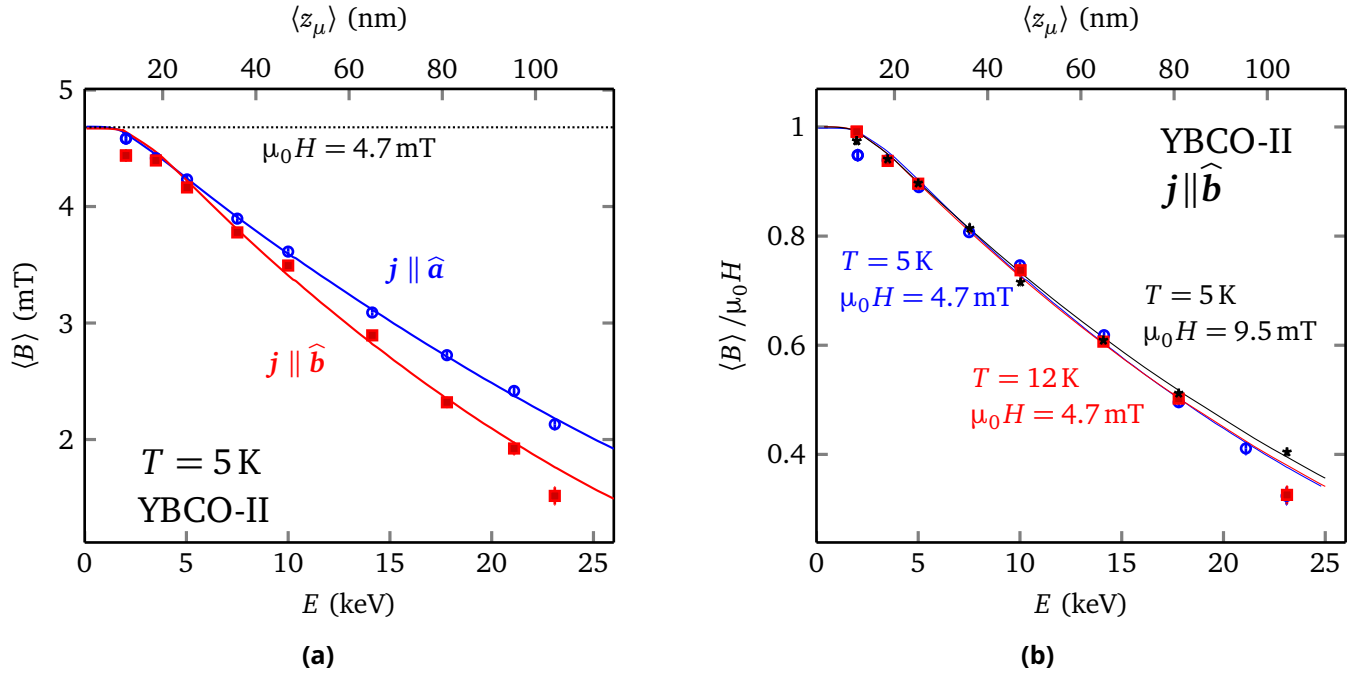 ⟨z_μ⟩ (nm)
20 40 60 80 100
5
4
3
2
⟨B⟩ (mT)
μ₀H = 4.7 mT
j ∥ â
j ∥ b̂
T = 5 K
YBCO-II
0 5 10 15 20 25
E (keV)
(a)
⟨z_μ⟩ (nm)
20 40 60 80 100
1
0.8
0.6
0.4
⟨B⟩ /μ₀H
YBCO-II
j∥b̂
T = 5 K
μ₀H = 4.7 mT
T = 5 K
μ₀H = 9.5 mT
T = 12 K
μ₀H = 4.7 mT
0 5 10 15 20 25
E (keV)
(b)